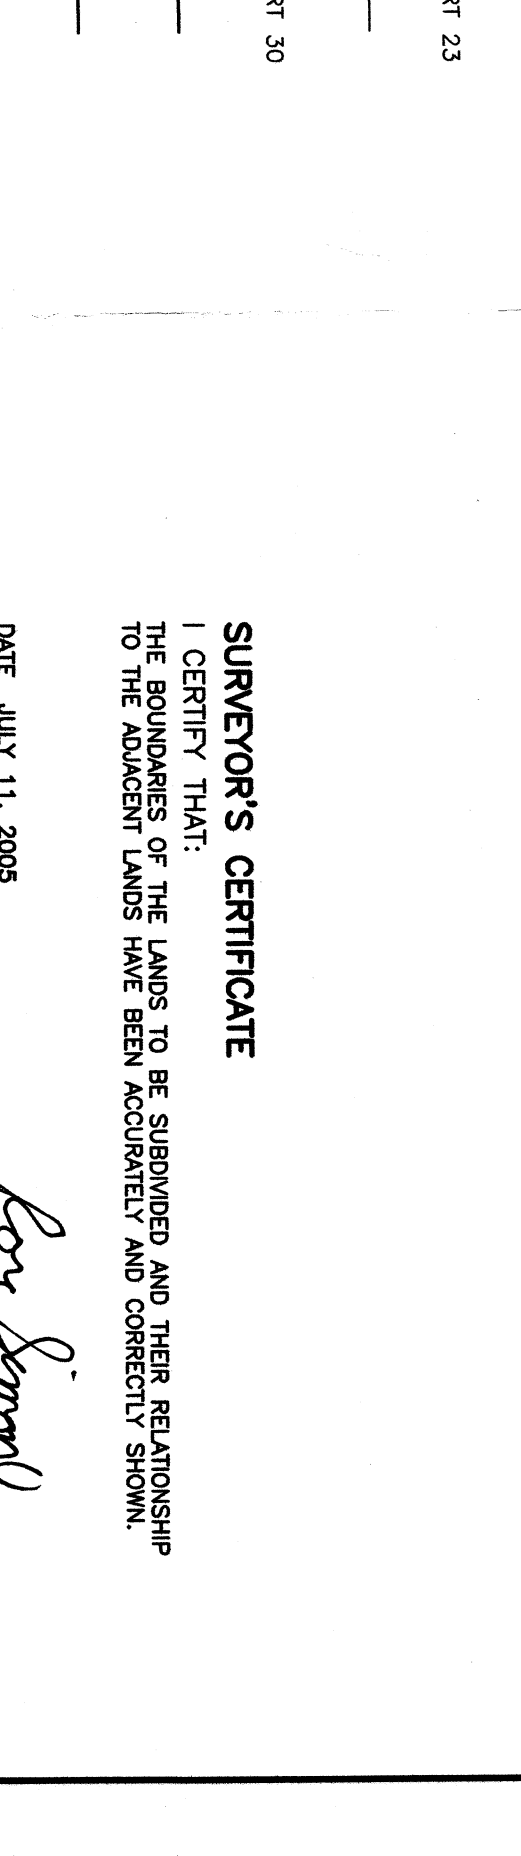 RT 23
RT 30
SURVEYOR'S CERTIFICATE
I CERTIFY THAT:
THE BOUNDARIES OF THE LANDS TO BE SUBDIVIDED AND THEIR RELATIONSHIP
TO THE ADJACENT LANDS HAVE BEEN ACCURATELY AND CORRECTLY SHOWN.
DATE JULY 11, 2005